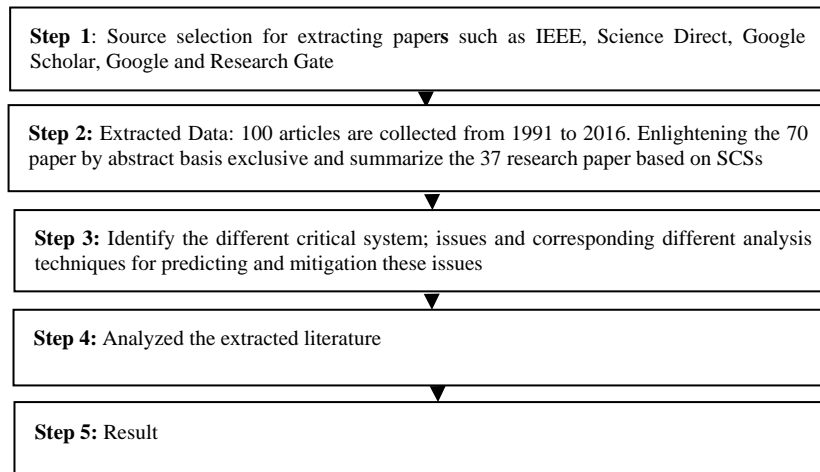 Step 1: Source selection for extracting papers such as IEEE, Science Direct, Google
Scholar, Google and Research Gate
Step 2: Extracted Data: 100 articles are collected from 1991 to 2016. Enlightening the 70
paper by abstract basis exclusive and summarize the 37 research paper based on SCSs
Step 3: Identify the different critical system; issues and corresponding different analysis
techniques for predicting and mitigation these issues
Step 4: Analyzed the extracted literature
Step 5: Result